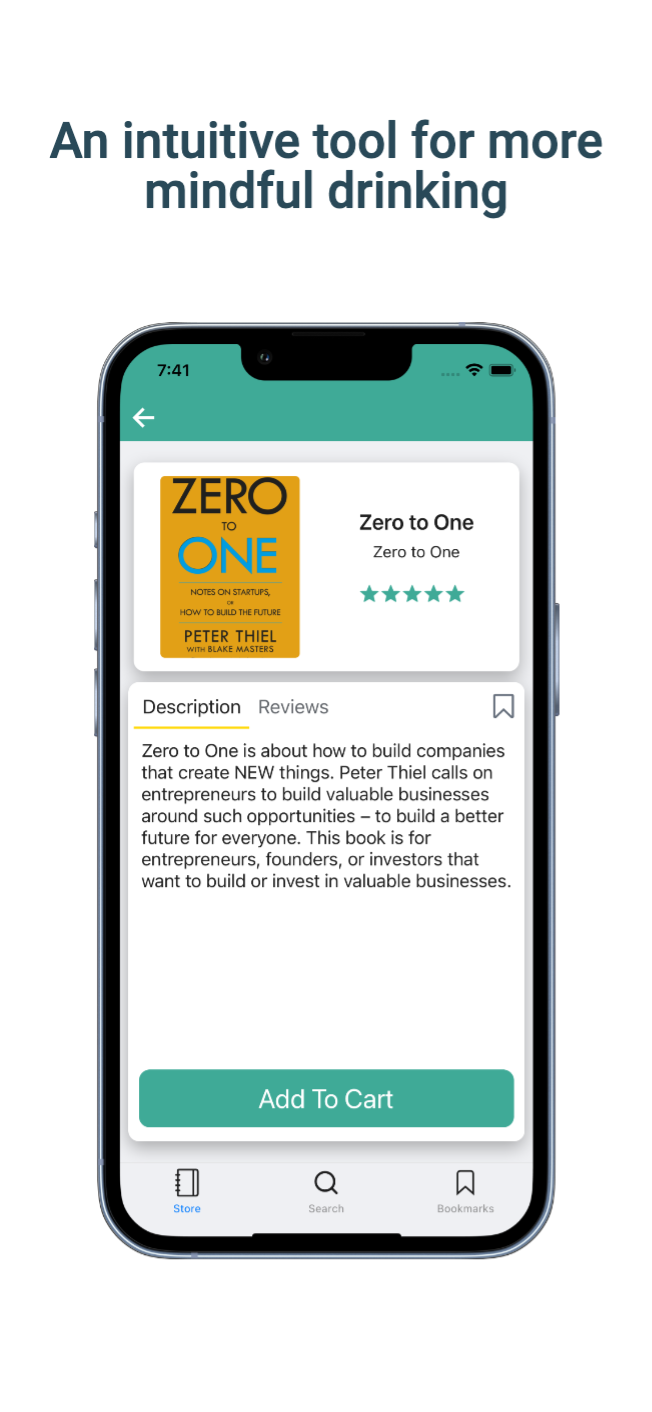 An intuitive tool for more
mindful drinking
7:41
ZERO
TO
ONE
NOTES ON STARTUPS,
OR
HOW TO BUILD THE FUTURE
PETER THIEL
WITH BLAKE MASTERS
Zero to One
Zero to One
Description Reviews
Zero to One is about how to build companies
that create NEW things. Peter Thiel calls on
entrepreneurs to build valuable businesses
around such opportunities – to build a better
future for everyone. This book is for
entrepreneurs, founders, or investors that
want to build or invest in valuable businesses.
Add To Cart
Store Search Bookmarks